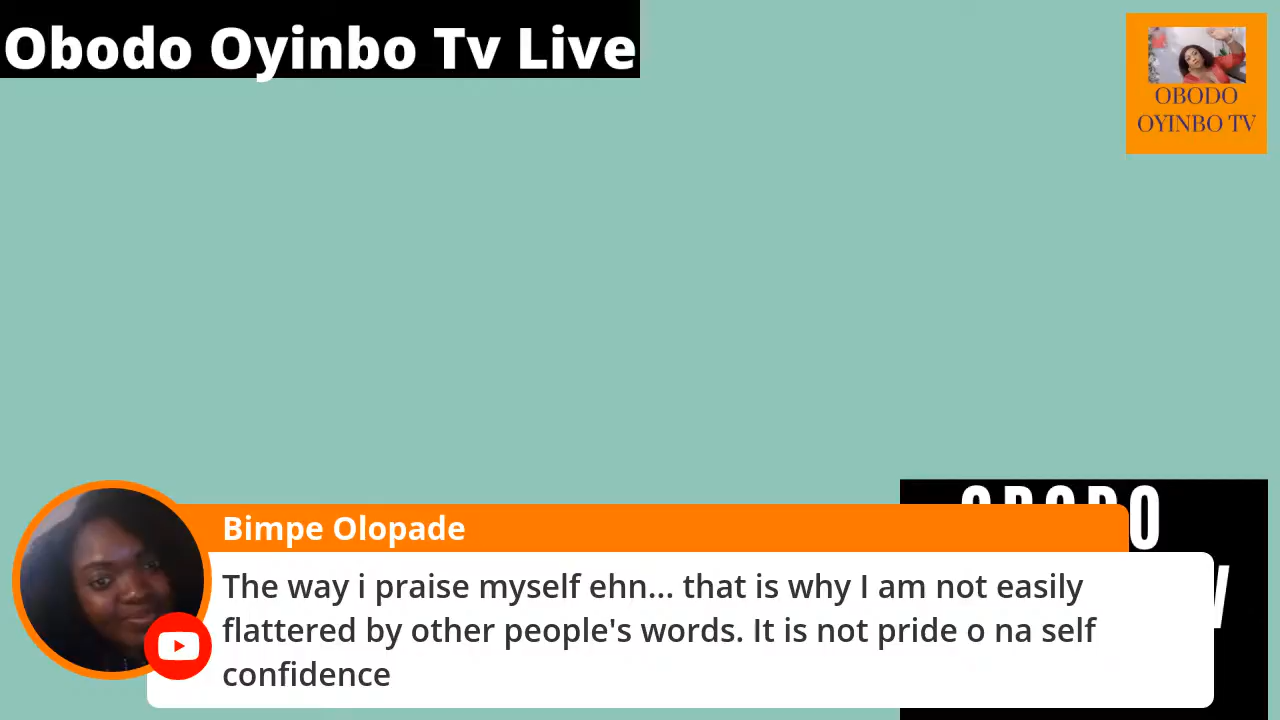 Obodo Oyinbo Tv Live
OBODO
OYINBO TV
Bimpe Olopade
The way i praise myself ehn... that is why I am not easily
flattered by other people's words. It is not pride o na self
confidence
OBODO